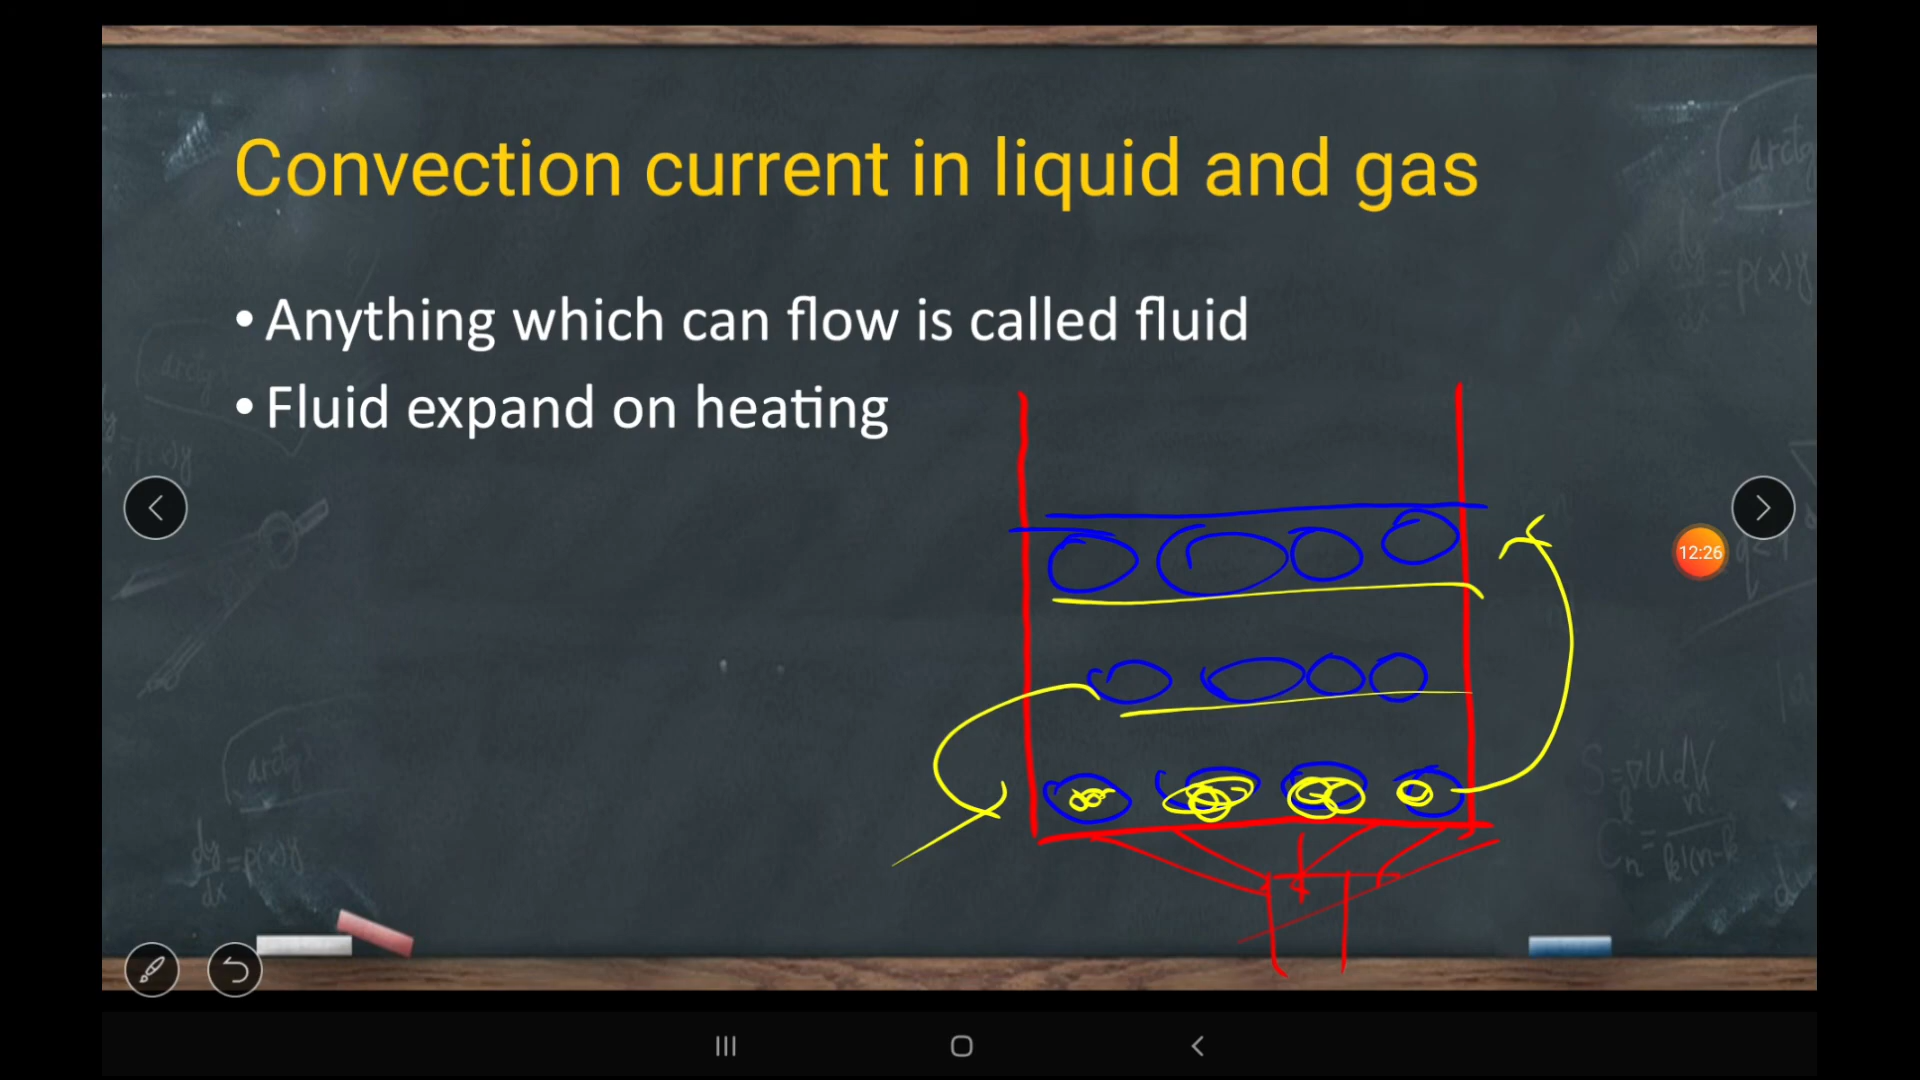 Convection current in liquid and gas
• Anything which can flow is called fluid
• Fluid expand on heating
12:26